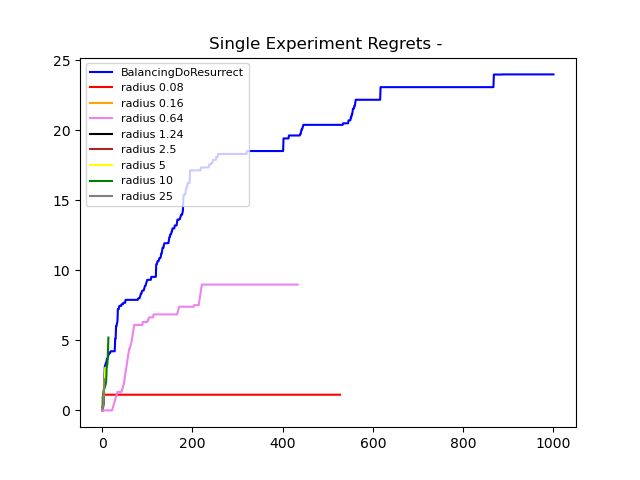 Single Experiment Regrets -
25
20
15
10
5
0
BalancingDoResurrect
radius 0.08
radius 0.16
radius 0.64
radius 1.24
radius 2.5
radius 5
radius 10
radius 25
0 200 400 600 800 1000